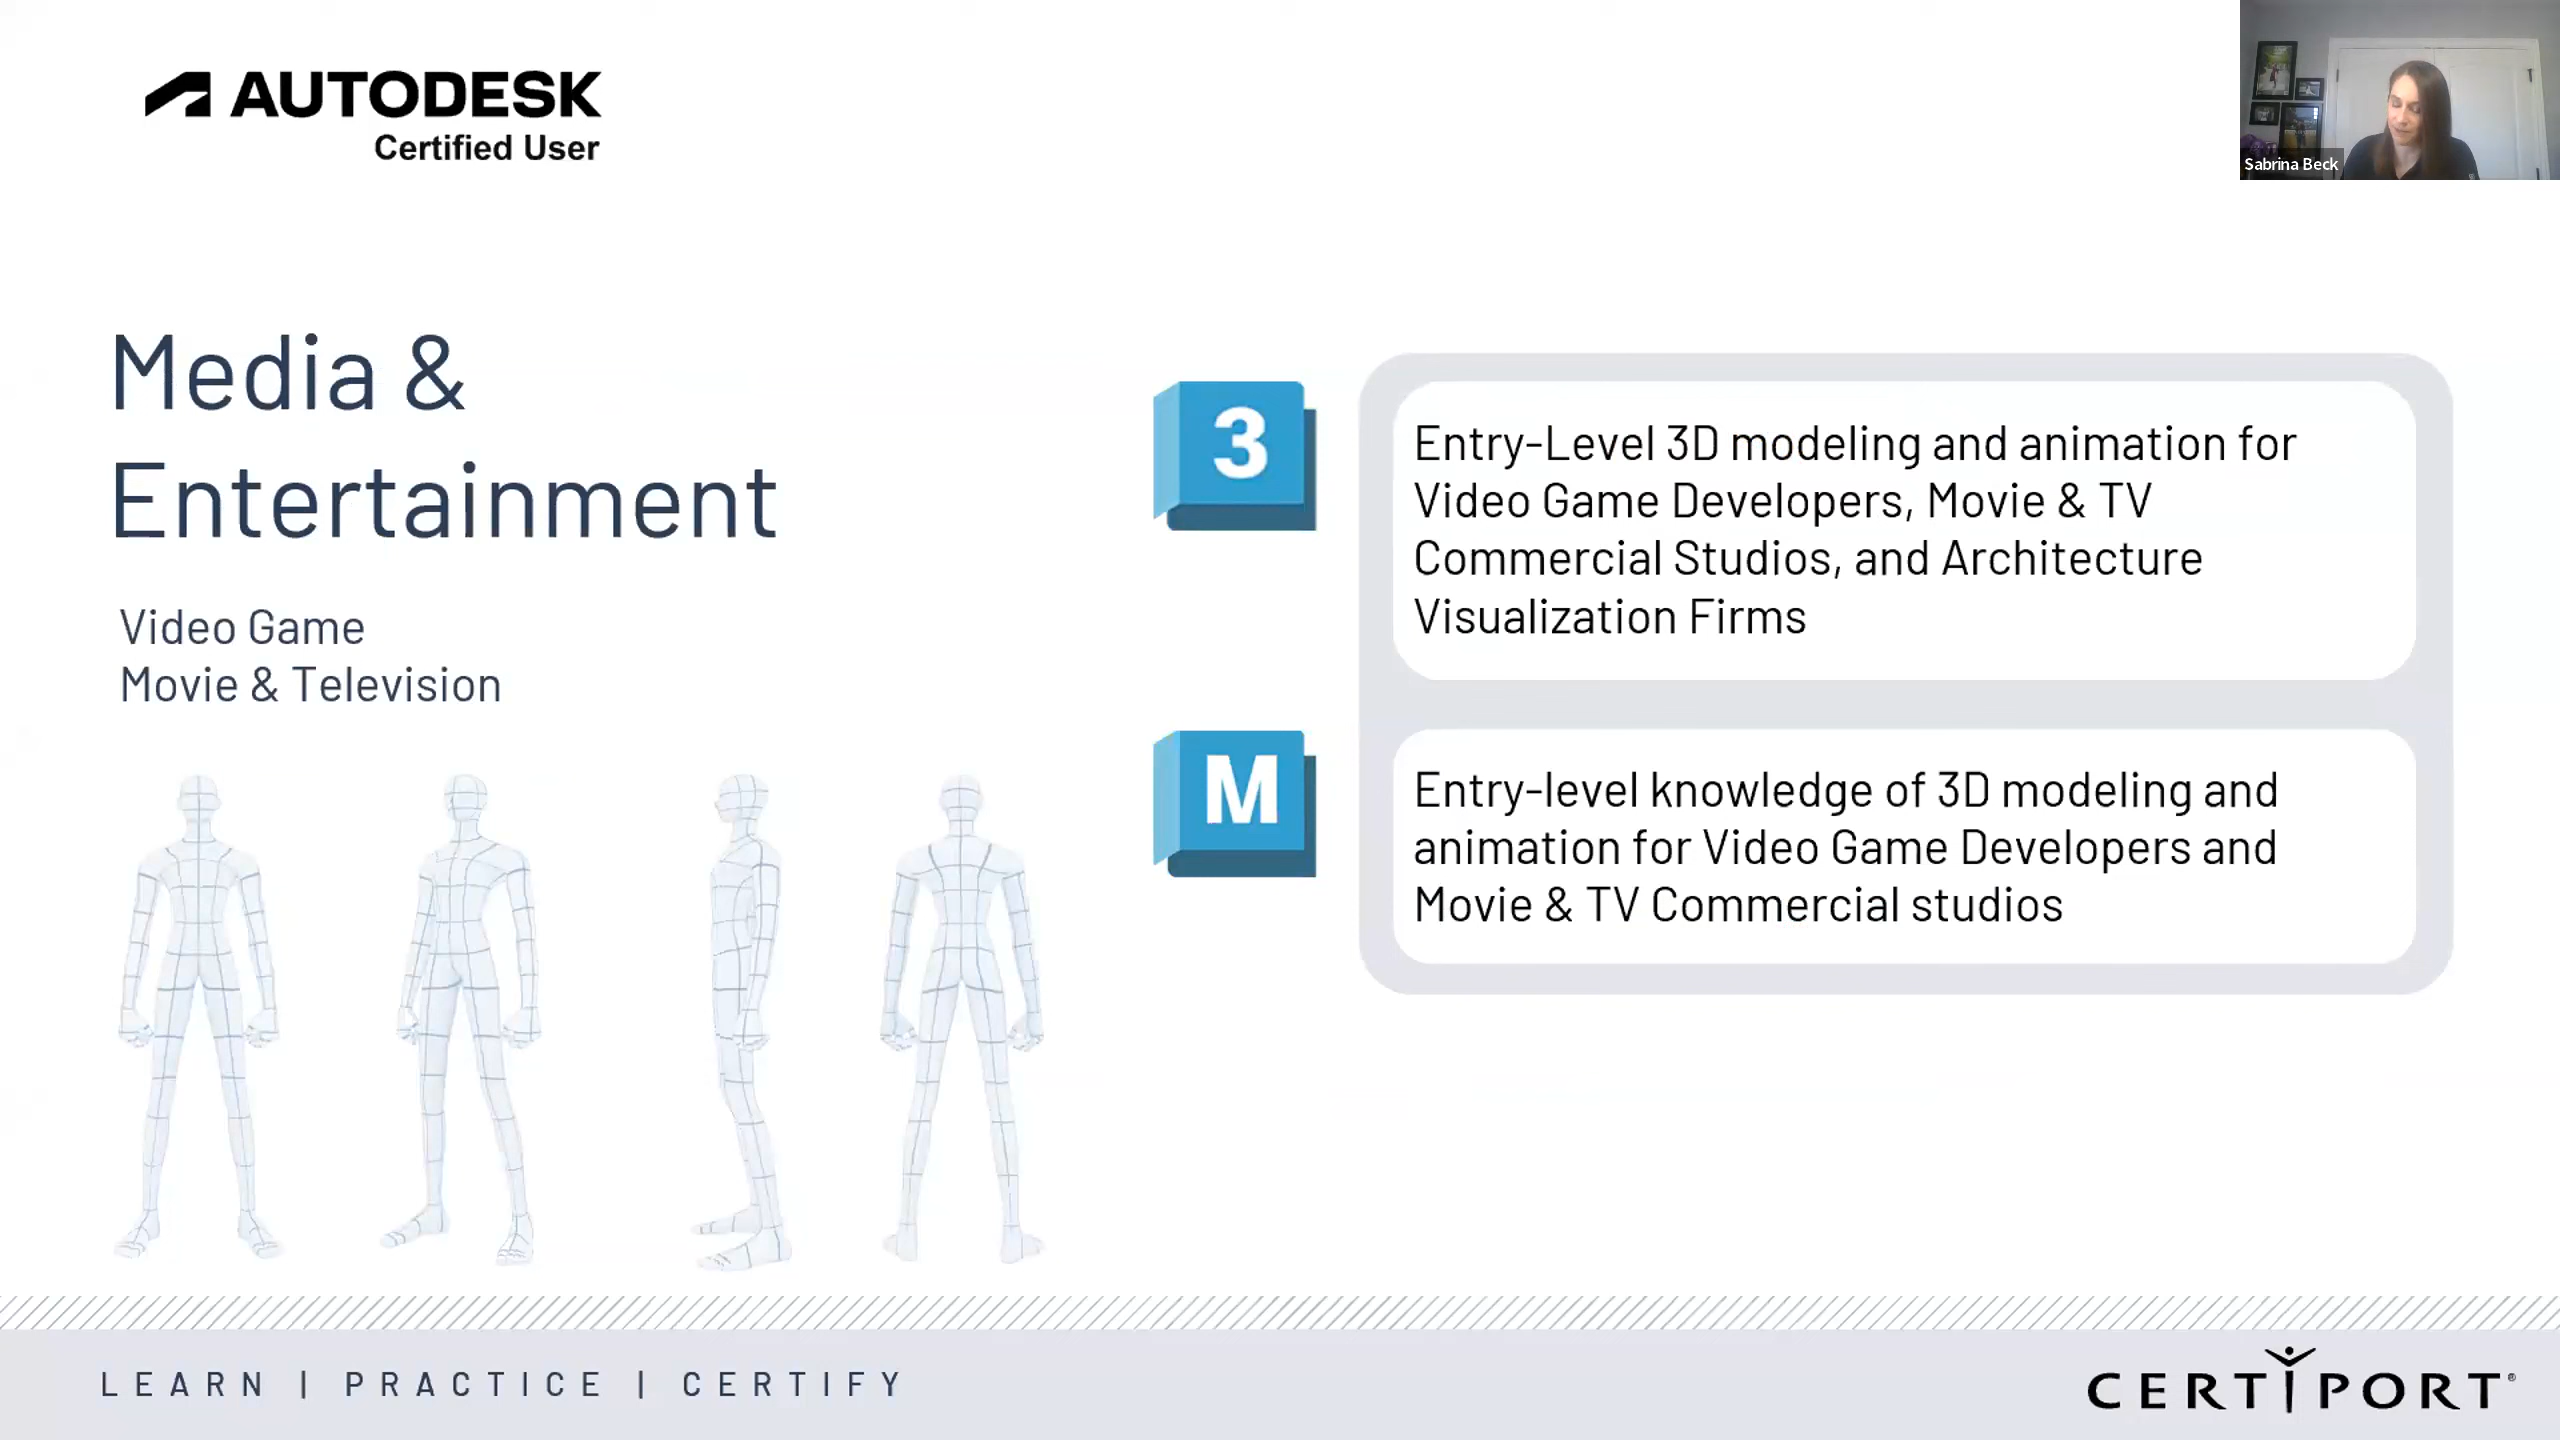 AUTODESK
Certified User
Sabrina Beck
Media &
Entertainment
Video Game
Movie & Television
3
Entry-Level 3D modeling and animation for
Video Game Developers, Movie & TV
Commercial Studios, and Architecture
Visualization Firms
M
Entry-level knowledge of 3D modeling and
animation for Video Game Developers and
Movie & TV Commercial studios
LEARN | PRACTICE | CERTIFY
CERTIPORT®